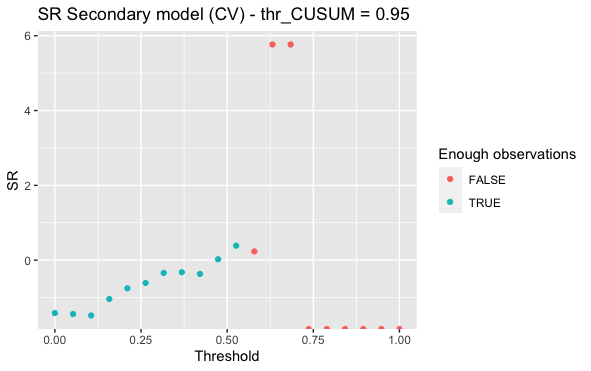 SR Secondary model (CV) - thr_CUSUM = 0.95
6
4
2
0
SR
0.00 0.25 0.50 0.75 1.00
Threshold
Enough observations
FALSE
TRUE